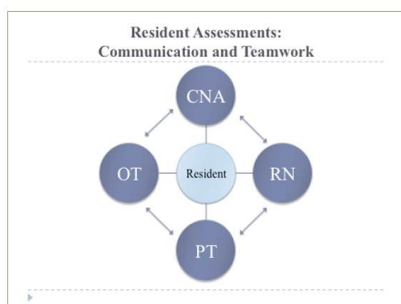 Resident Assessments:
Communication and Teamwork
CNA
OT
Resident
RN
PT